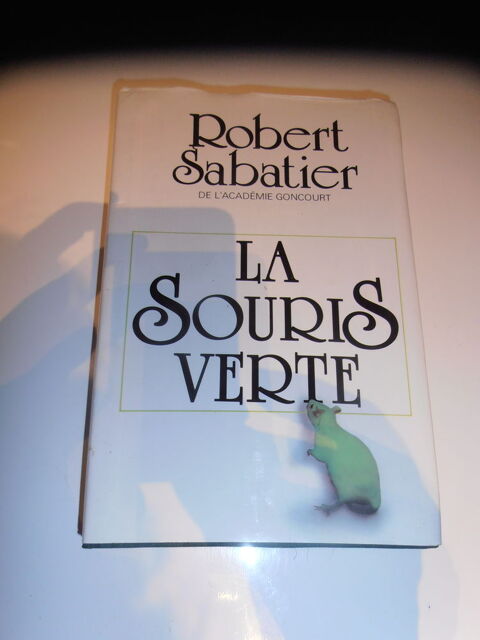 Robert
Sabatier
DE L'ACADÉMIE GONCOURT
LA
SOURIS
VERTE